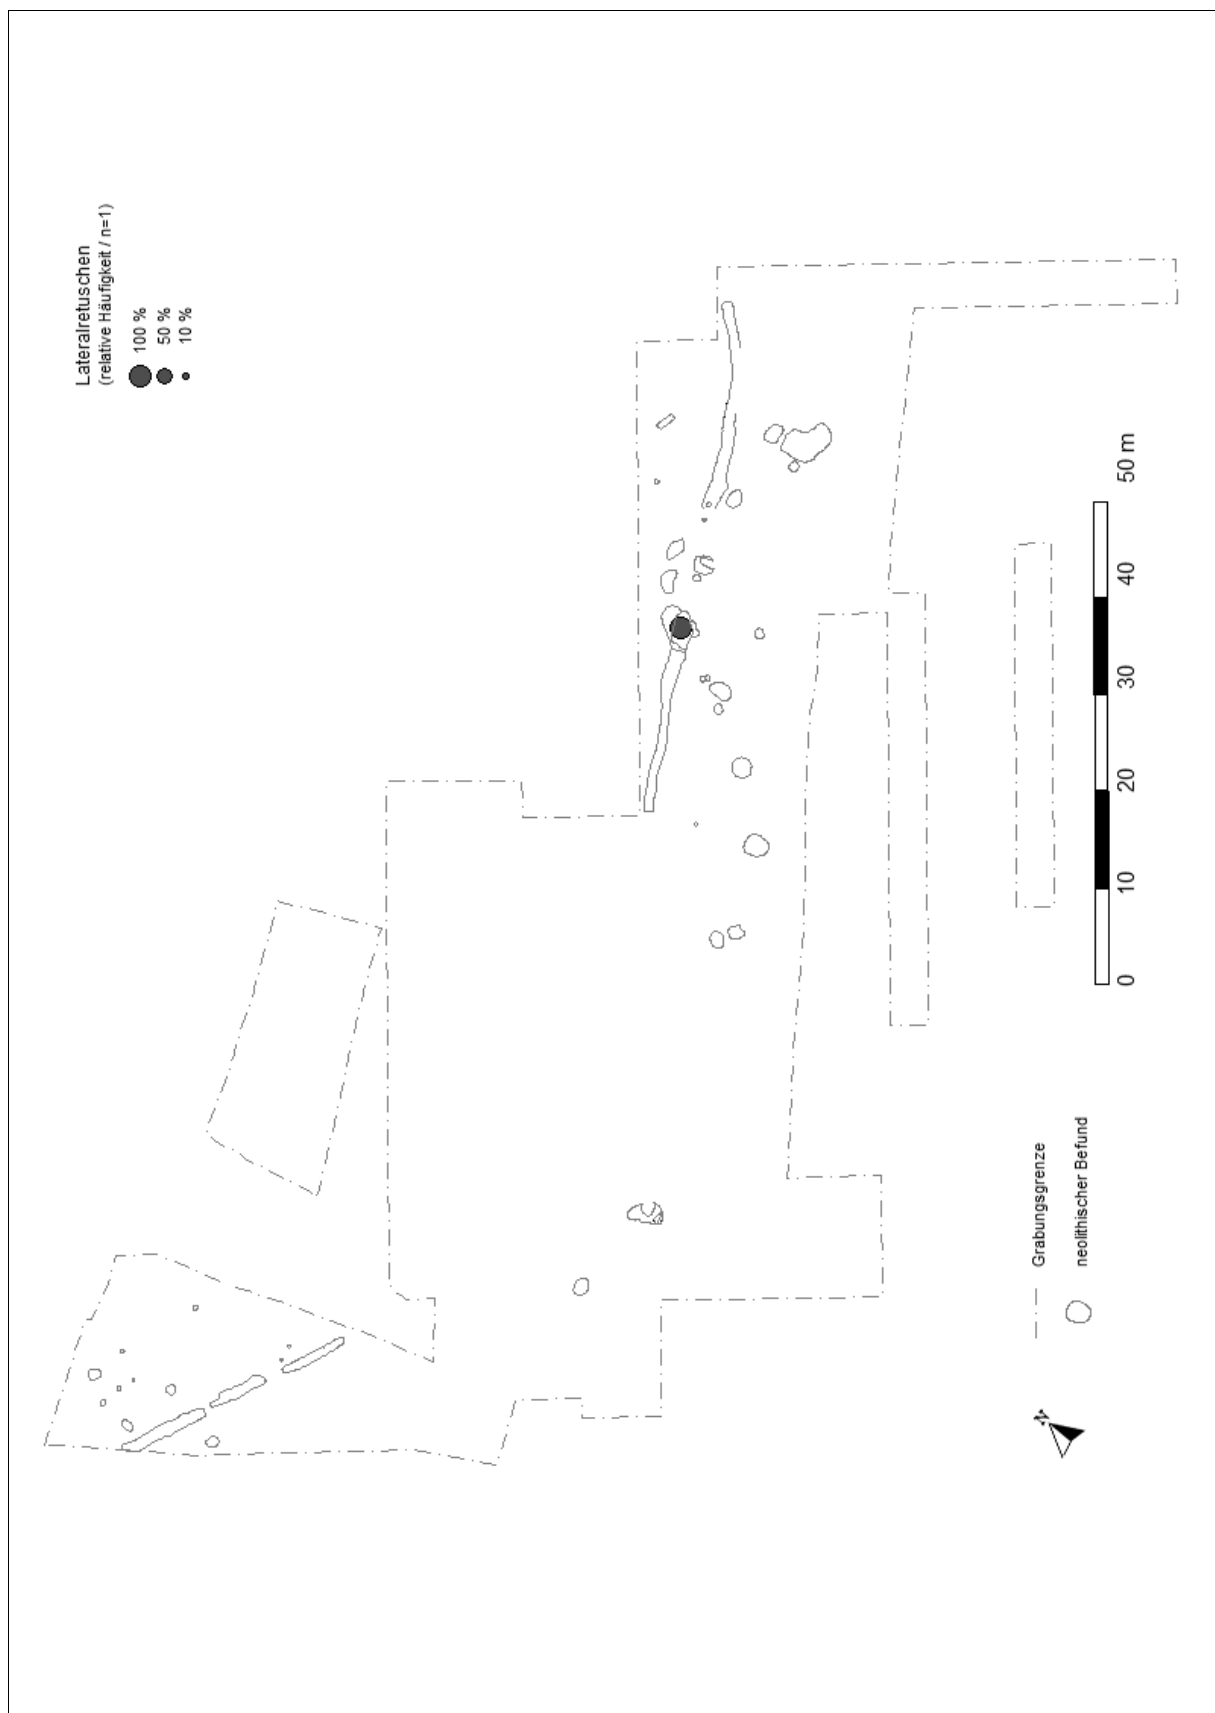 Lateralretuschen
(relative Häufigkeit / n=1)
100 %
50 %
10 %
0
10
20
30
40
50 m
Grabungsgrenze
neolithischer Befund
N